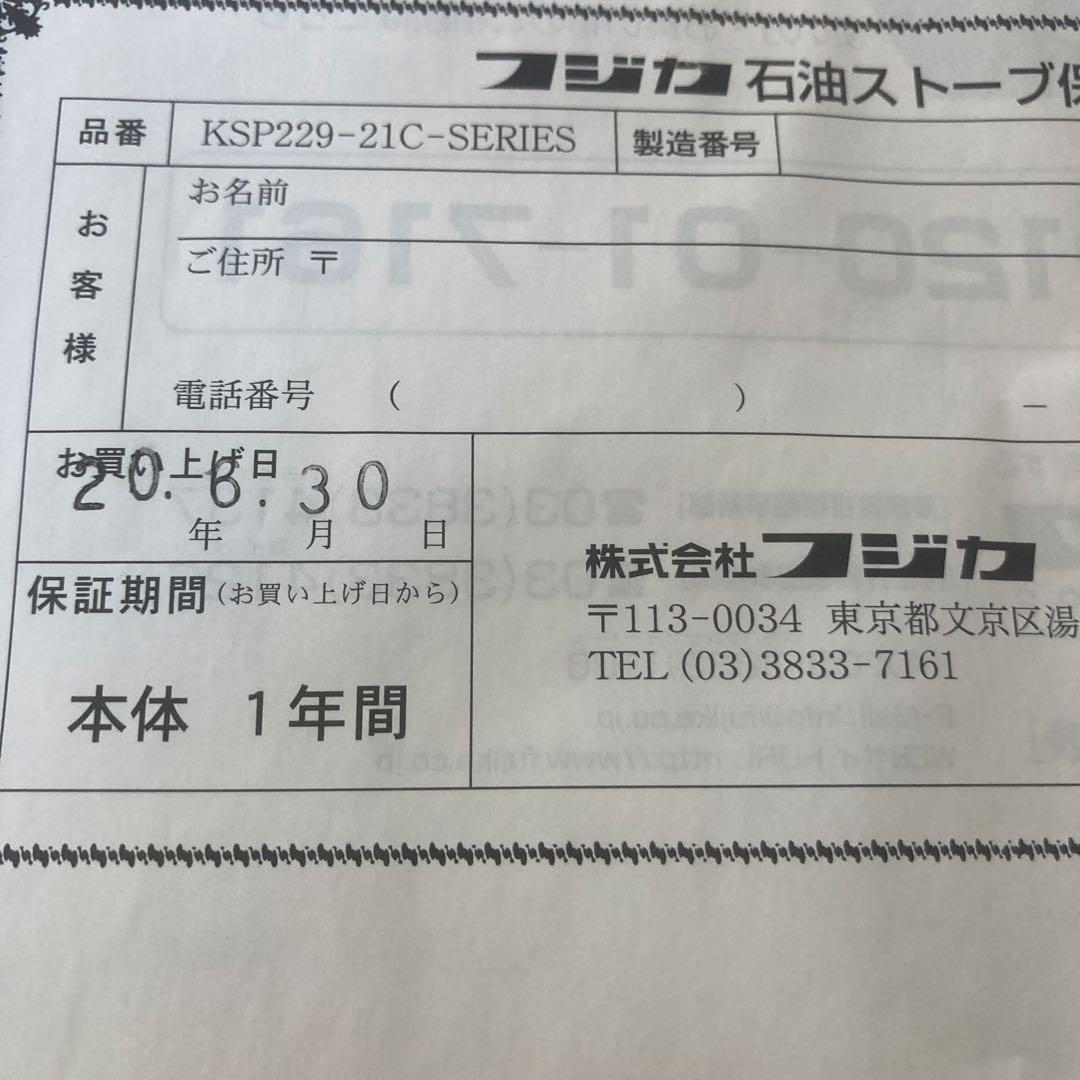 フジカ 石油ストーブ保
品番 KSP229-21C-SERIES 製造番号
お客様
お名前
ご住所 〒
電話番号 ( ) －
お買い上げ日
20.6.30
年 月 日
保証期間(お買い上げ日から)
本体 1年間
株式会社フジカ
〒113-0034 東京都文京区湯
TEL(03)3833-7161